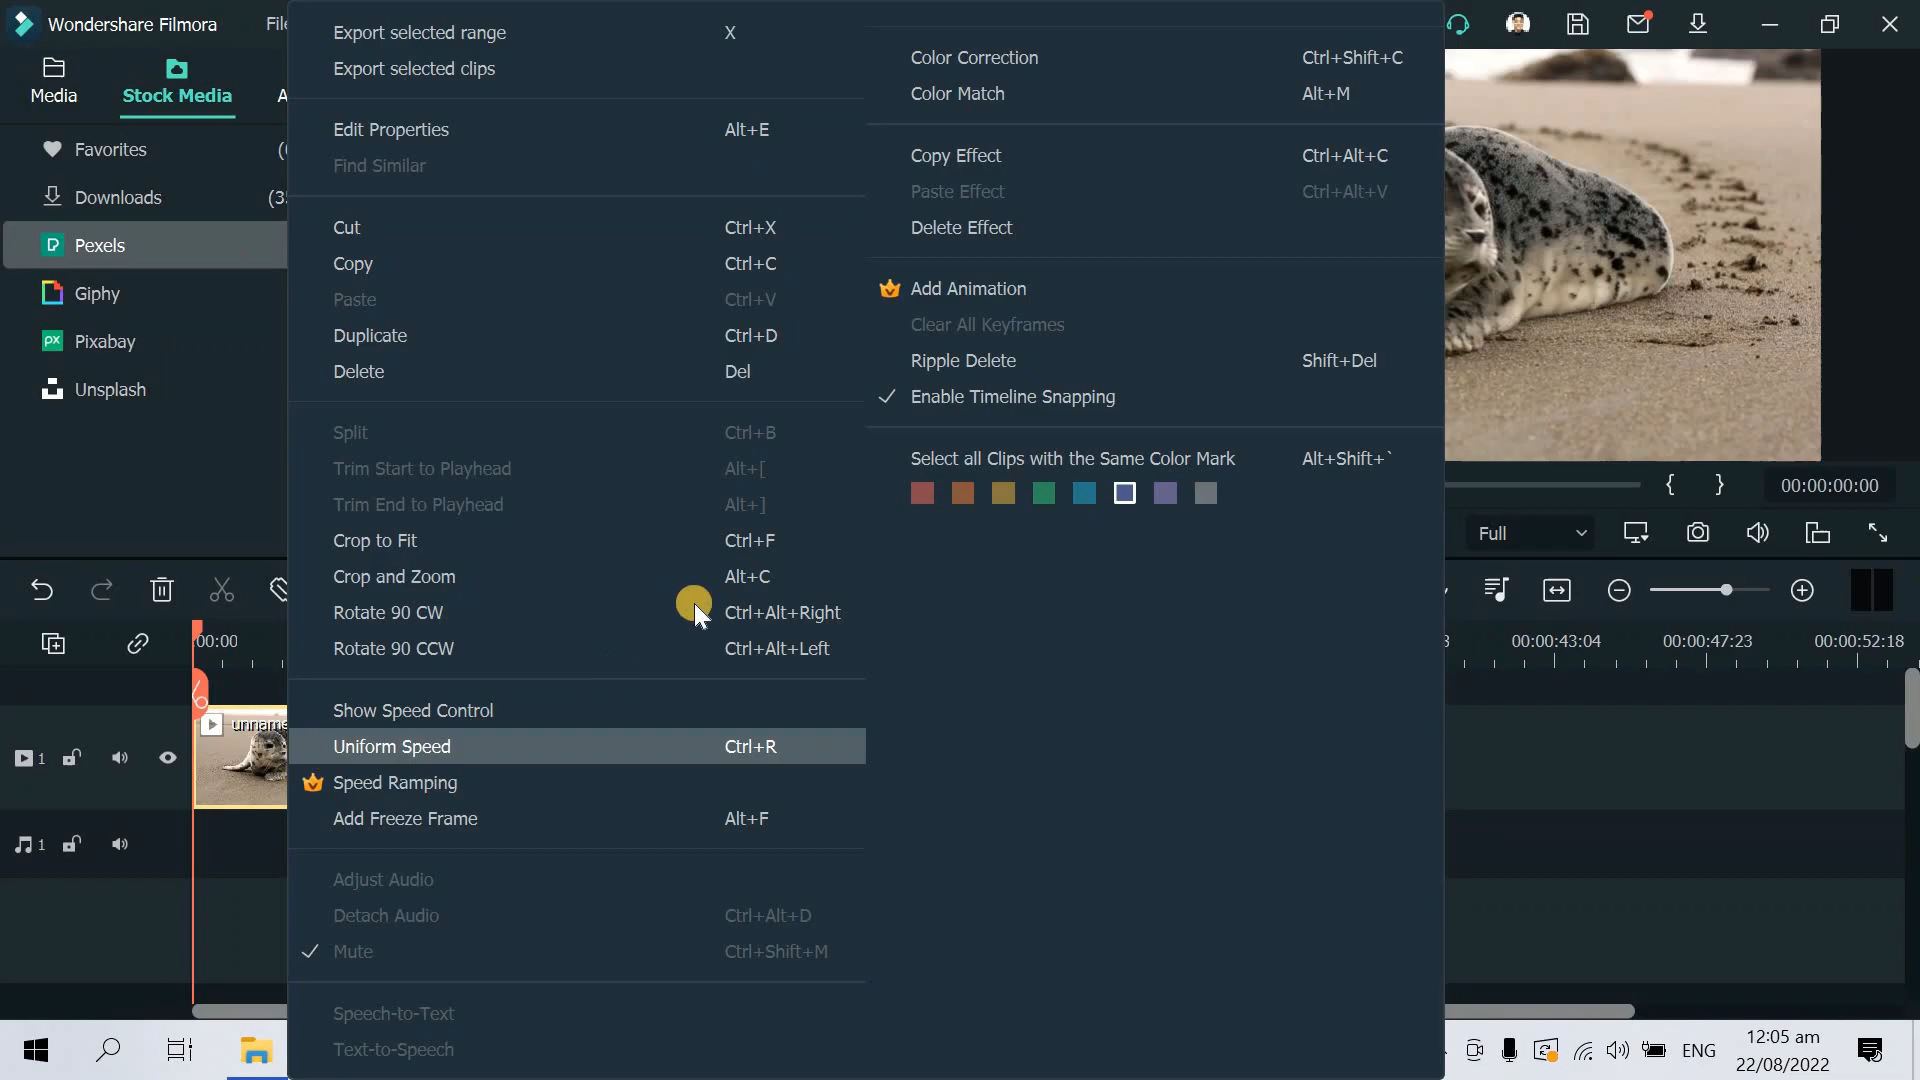 Wondershare Filmora
File
Media
Stock Media
A
Favorites
Downloads
(35
Pexels
Giphy
Pixabay
Unsplash
Export selected range X
Export selected clips
Edit Properties Alt+E
Find Similar
Cut Ctrl+X
Copy Ctrl+C
Paste Ctrl+V
Duplicate Ctrl+D
Delete Del
Split Ctrl+B
Trim Start to Playhead Alt+[
Trim End to Playhead Alt+]
Crop to Fit Ctrl+F
Crop and Zoom Alt+C
Rotate 90 CW Ctrl+Alt+Right
Rotate 90 CCW Ctrl+Alt+Left
Show Speed Control
Uniform Speed Ctrl+R
Speed Ramping
Add Freeze Frame Alt+F
Adjust Audio
Detach Audio Ctrl+Alt+D
Mute Ctrl+Shift+M
Speech-to-Text
Text-to-Speech
Color Correction Ctrl+Shift+C
Color Match Alt+M
Copy Effect Ctrl+Alt+C
Paste Effect Ctrl+Alt+V
Delete Effect
Add Animation
Clear All Keyframes
Ripple Delete Shift+Del
Enable Timeline Snapping
Select all Clips with the Same Color Mark Alt+Shift+`
{ } 00:00:00:00
Full
:00:00
00:00:43:04 00:00:47:23 00:00:52:18
unname
1
1
ENG
12:05 am
22/08/2022